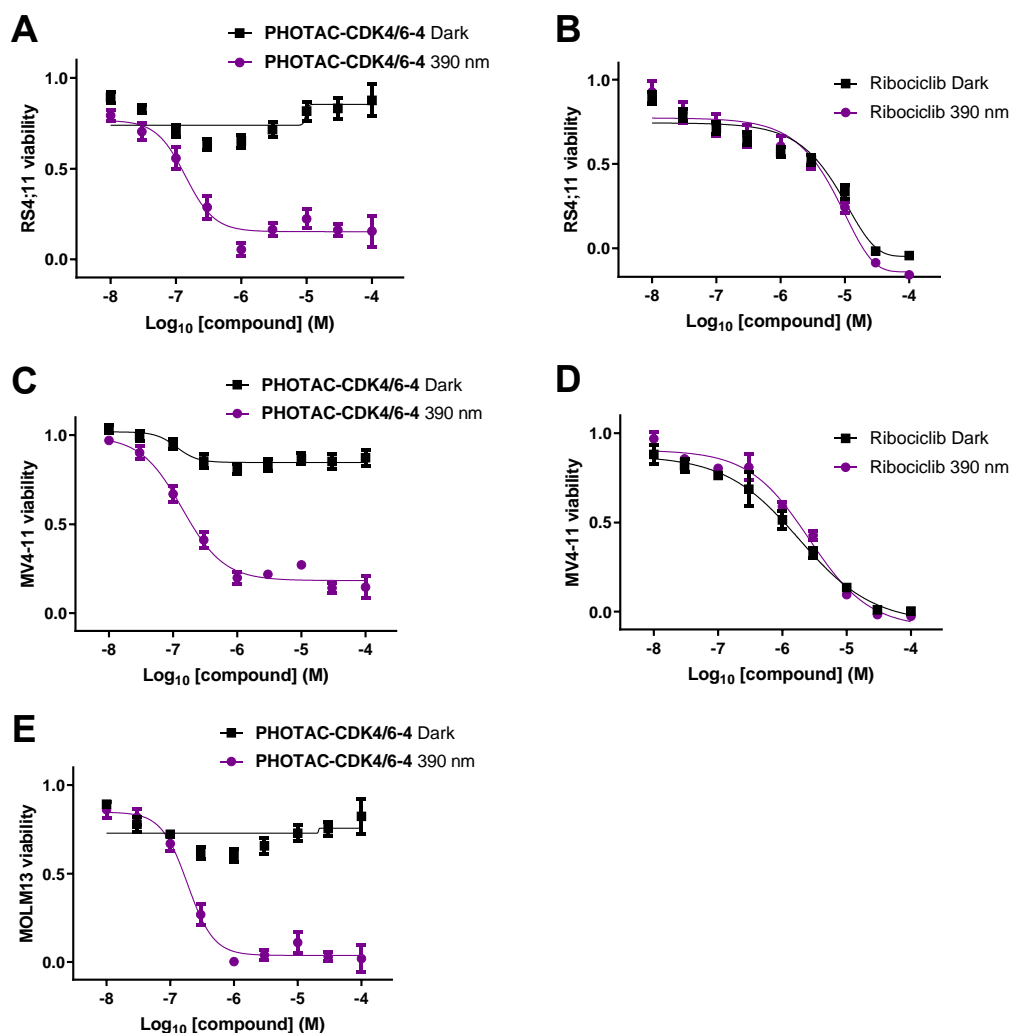 A
PHOTAC-CDK4/6-4 Dark
PHOTAC-CDK4/6-4 390 nm
1.0
0.5
0.0
RS4;11 viability
-8 -7 -6 -5 -4
Log10 [compound] (M)
B
Ribociclib Dark
Ribociclib 390 nm
1.0
0.5
0.0
RS4;11 viability
-8 -7 -6 -5 -4
Log10 [compound] (M)
C
PHOTAC-CDK4/6-4 Dark
PHOTAC-CDK4/6-4 390 nm
1.0
0.5
0.0
MV4-11 viability
-8 -7 -6 -5 -4
Log10 [compound] (M)
D
Ribociclib Dark
Ribociclib 390 nm
1.0
0.5
0.0
MV4-11 viability
-8 -7 -6 -5 -4
Log10 [compound] (M)
E
PHOTAC-CDK4/6-4 Dark
PHOTAC-CDK4/6-4 390 nm
1.0
0.5
0.0
MOLM13 viability
-8 -7 -6 -5 -4
Log10 [compound] (M)